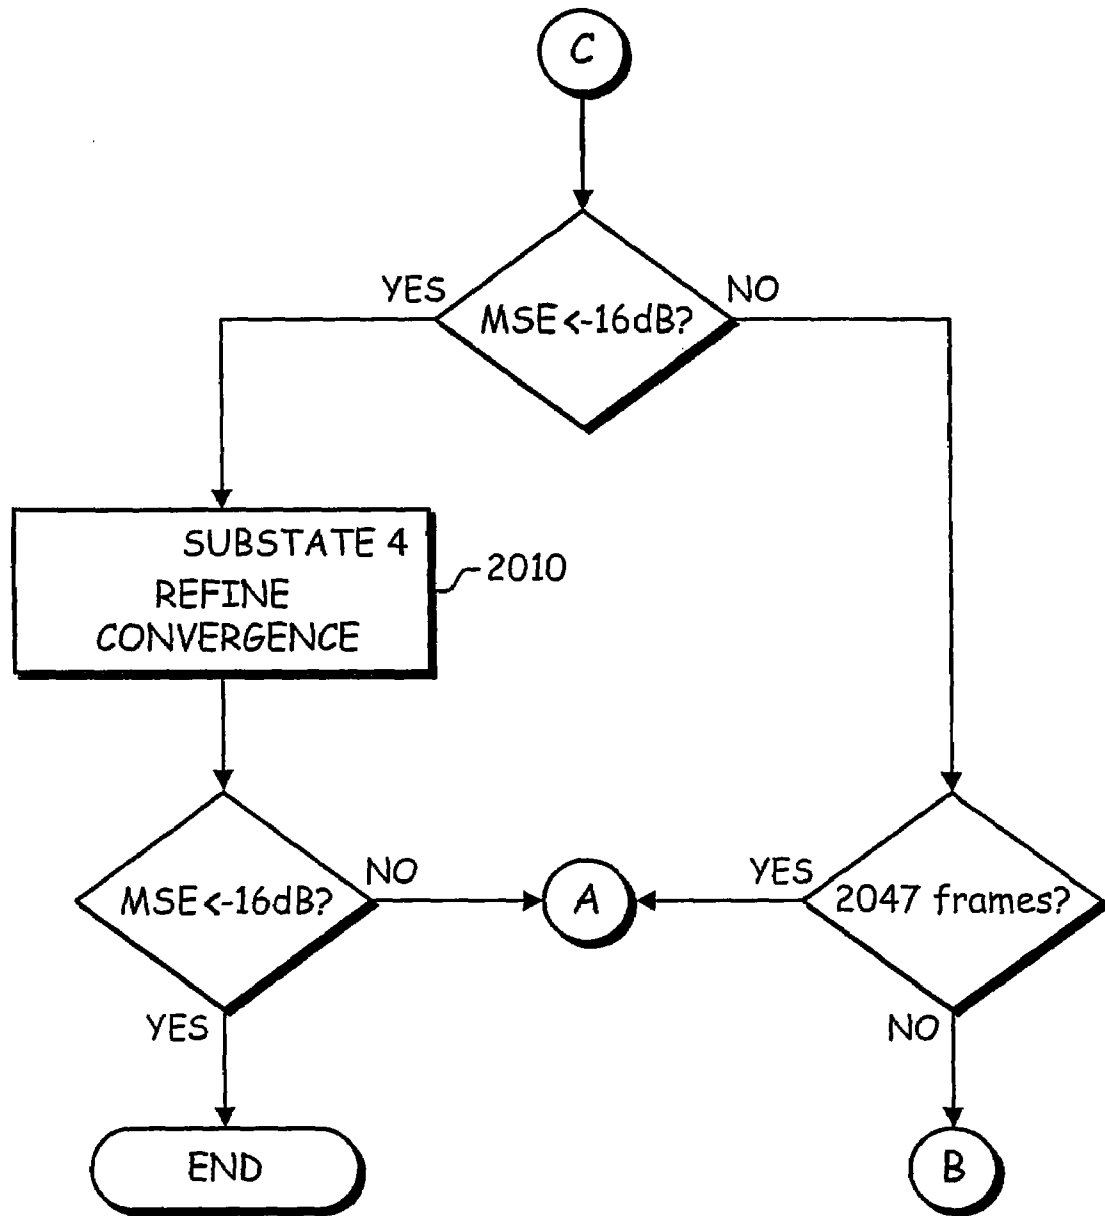 C
YES
NO
MSE<-16dB?
SUBSTATE 4
REFINE
CONVERGENCE
2010
MSE<-16dB?
NO
A
YES
2047 frames?
YES
NO
END
B